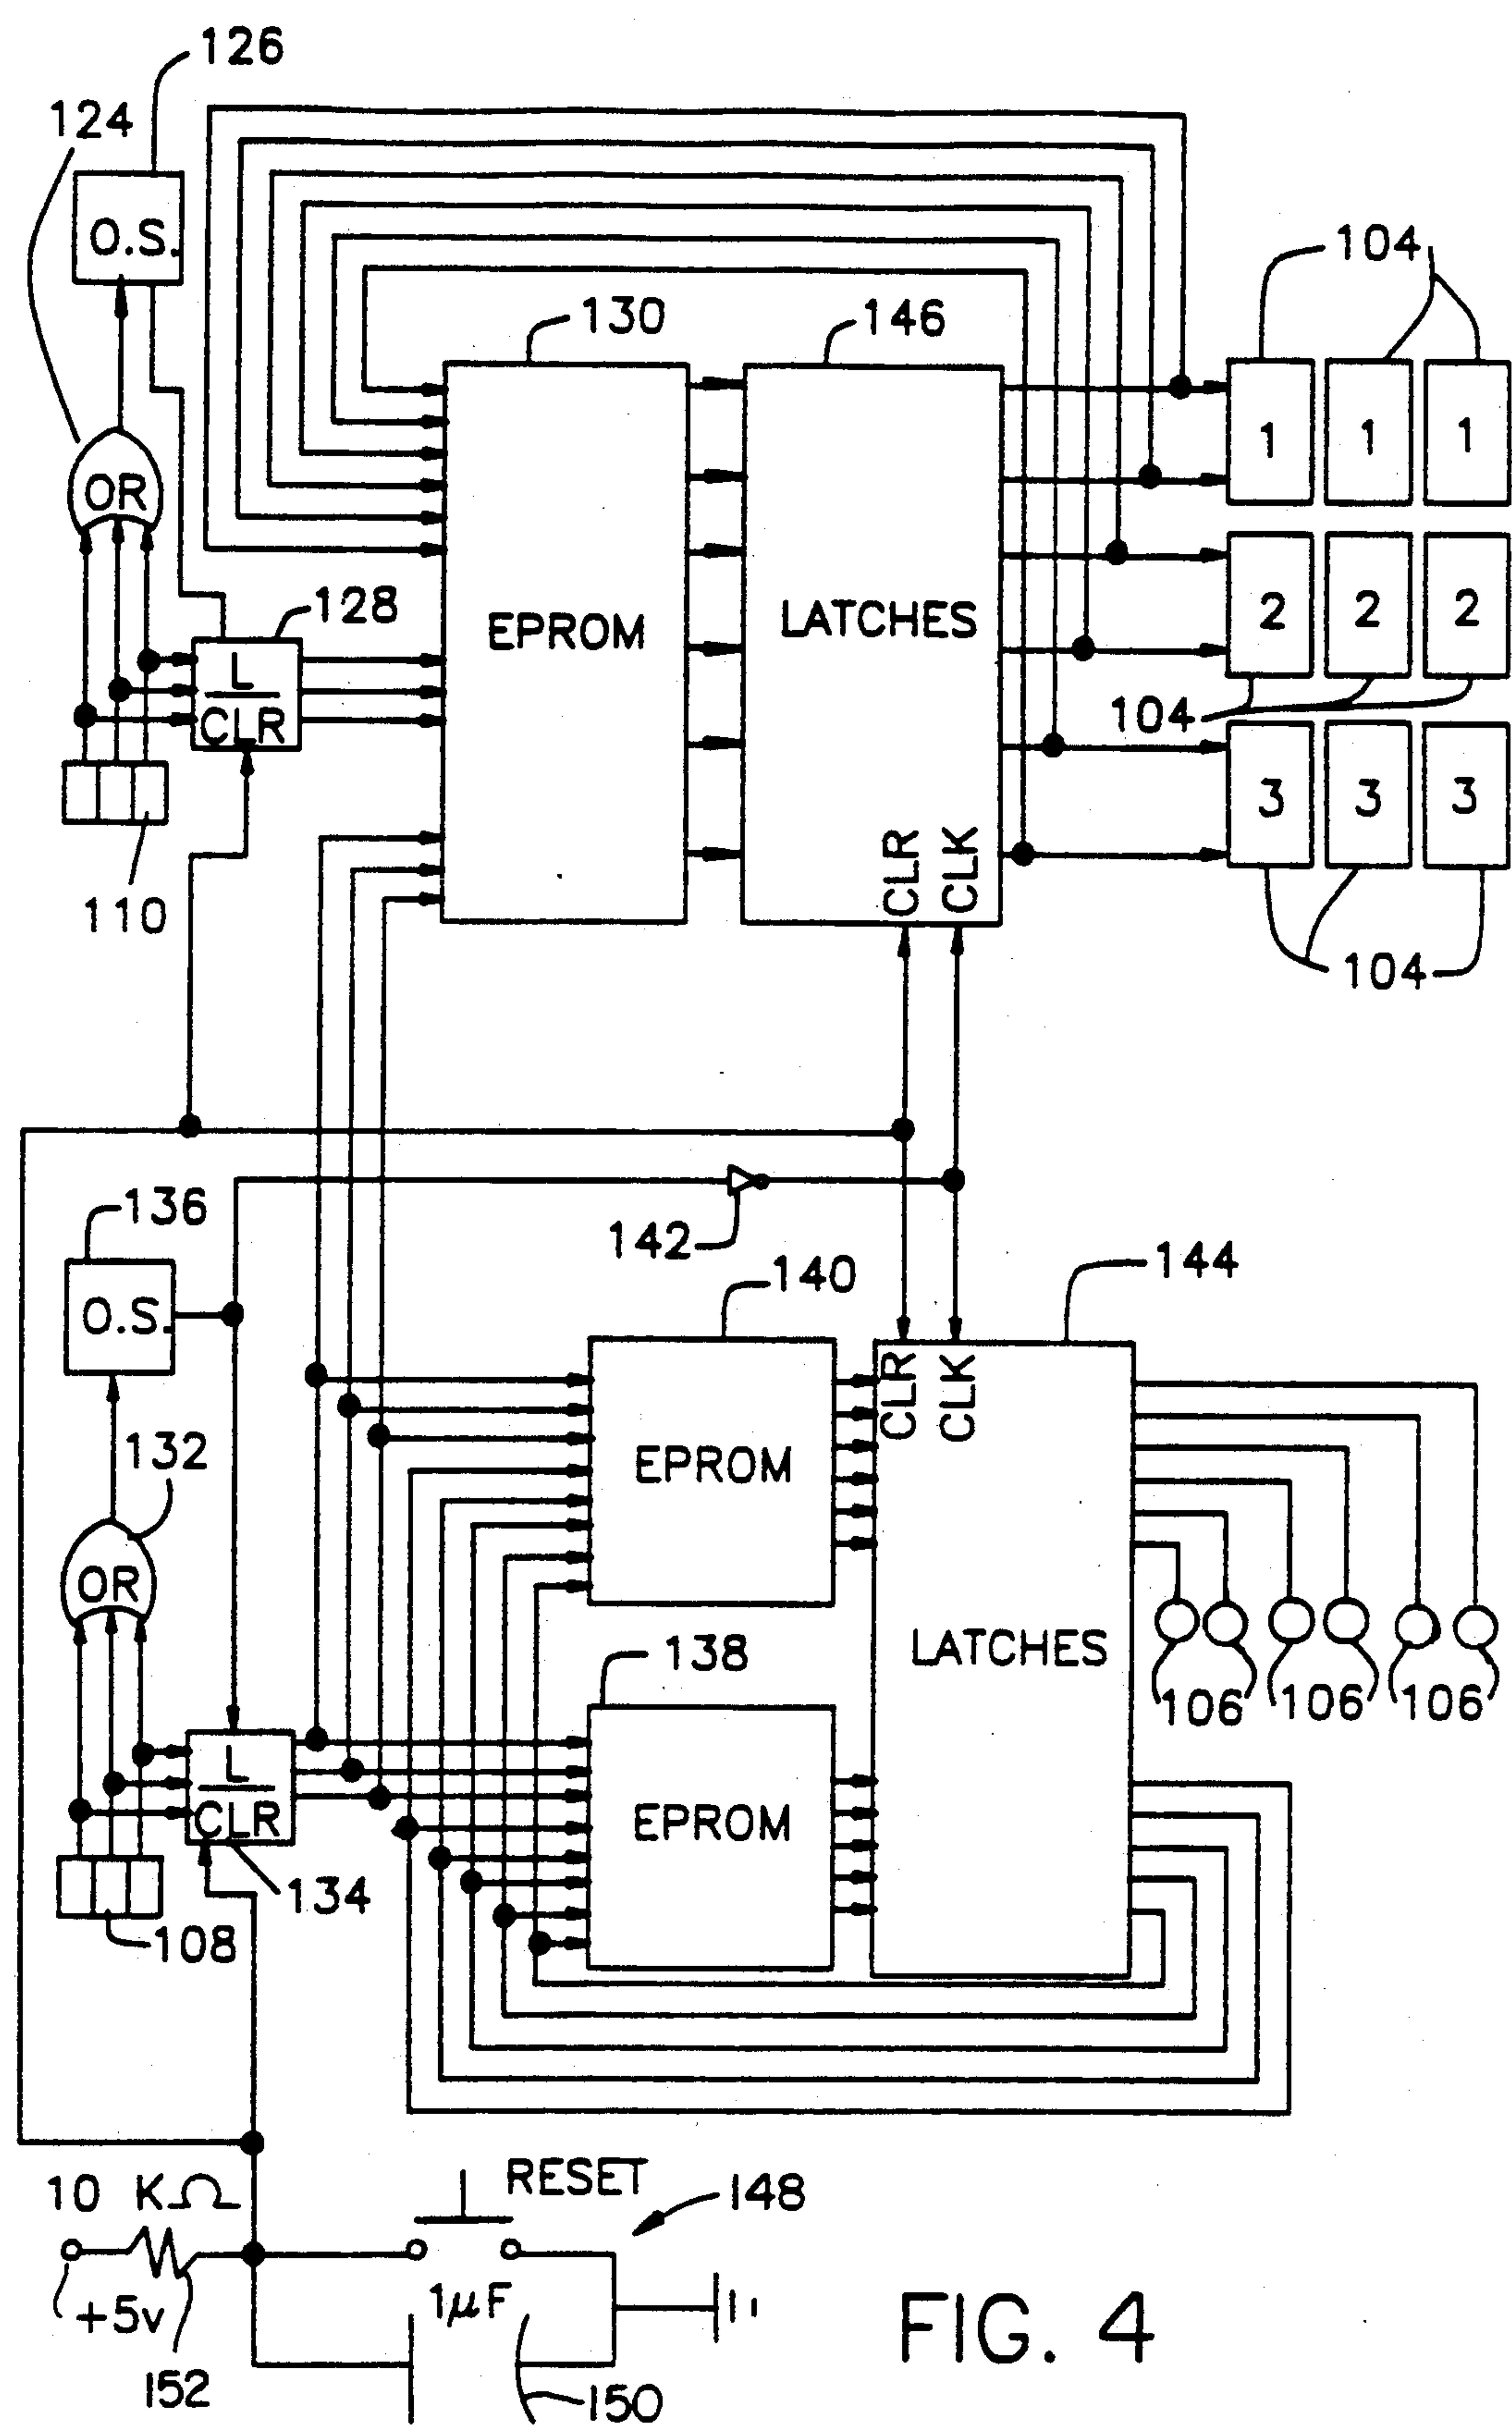 126
124
O.S.
130
146
104
OR
1 1 1
EPROM
LATCHES
128
L
CLR
2 2 2
104
3 3 3
CLR
CLK
110
104
136
142
140
144
O.S.
CLR
CLK
132
EPROM
OR
138
LATCHES
106 106 106
L
CLR
EPROM
134
108
10 KΩ
RESET
148
1μF
+5v
FIG. 4
152
150